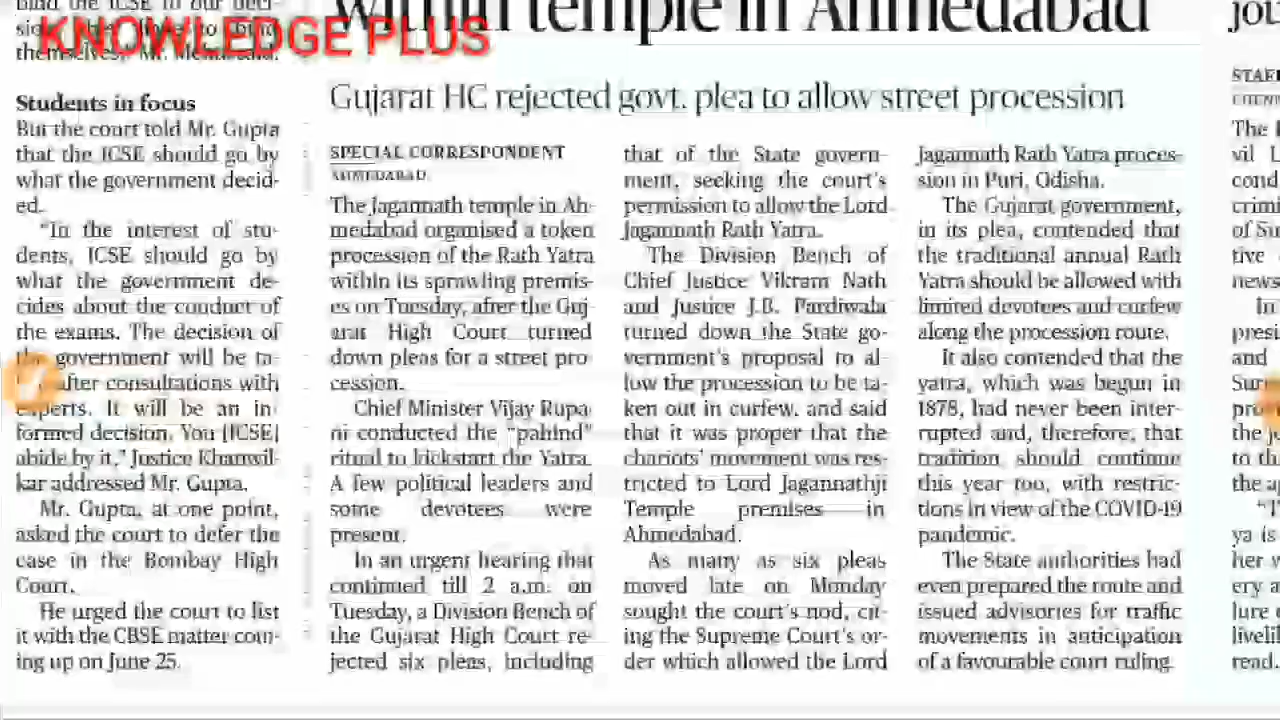 KNOWLEDGE PLUS
Students in focus
But the court told Mr. Gupta
that the ICSE should go by
what the government decid-
ed.
"In the interest of stu-
dents, ICSE should go by
what the government de-
cides about the conduct of
the exams. The decision of
the government will be ta-
after consultations with
experts. It will be an in-
formed decision. You [ICSE]
abide by it," Justice Khanwil-
kar addressed Mr. Gupta.
Mr. Gupta, at one point,
asked the court to defer the
case in the Bombay High
Court.
He urged the court to list
it with the CBSE matter com-
ing up on June 25.
within temple in Ahmedabad
Gujarat HC rejected govt. plea to allow street procession
SPECIAL CORRESPONDENT
AHMEDABAD
The Jagannath temple in Ah-
medabad organised a token
procession of the Rath Yatra
within its sprawling premis-
es on Tuesday, after the Guj-
arat High Court turned
down pleas for a street pro-
cession.
Chief Minister Vijay Rupa-
ni conducted the "pahind"
ritual to kickstart the Yatra.
A few political leaders and
some devotees were
present.
In an urgent hearing that
continued till 2 a.m. on
Tuesday, a Division Bench of
the Gujarat High Court re-
jected six pleas, including
that of the State govern-
ment, seeking the court's
permission to allow the Lord
Jagannath Rath Yatra.
The Division Bench of
Chief Justice Vikram Nath
and Justice J.B. Pardiwala
turned down the State go-
vernment's proposal to al-
low the procession to be ta-
ken out in curfew, and said
that it was proper that the
chariots' movement was res-
tricted to Lord Jagannathji
Temple premises in
Ahmedabad.
As many as six pleas
moved late on Monday
sought the court's nod, cit-
ing the Supreme Court's or-
der which allowed the Lord
Jagannath Rath Yatra proces-
sion in Puri, Odisha.
The Gujarat government,
in its plea, contended that
the traditional annual Rath
Yatra should be allowed with
limited devotees and curfew
along the procession route.
It also contended that the
yatra, which was begun in
1878, had never been inter-
rupted and, therefore, that
tradition should continue
this year too, with restric-
tions in view of the COVID-19
pandemic.
The State authorities had
even prepared the route and
issued advisories for traffic
movements in anticipation
of a favourable court ruling.